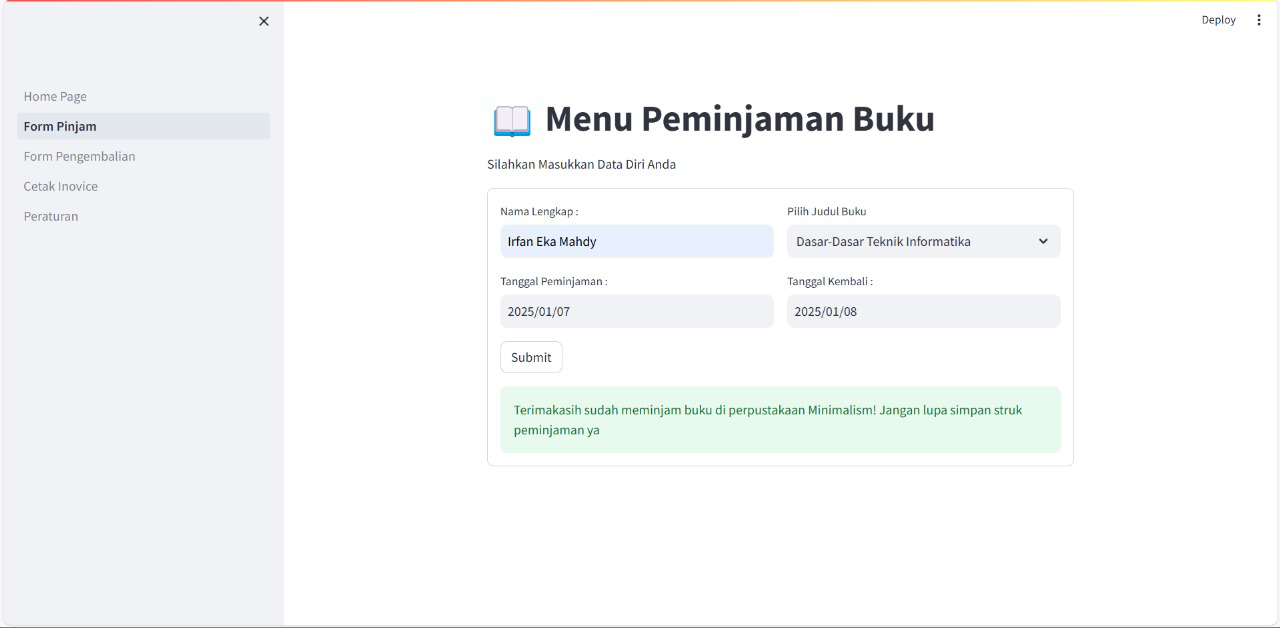 Deploy
Home Page
Form Pinjam
Form Pengembalian
Cetak Inovice
Peraturan
Menu Peminjaman Buku
Silahkan Masukkan Data Diri Anda
Nama Lengkap :
Irfan Eka Mahdy
Pilih Judul Buku
Dasar-Dasar Teknik Informatika
Tanggal Peminjaman :
2025/01/07
Tanggal Kembali :
2025/01/08
Submit
Terimakasih sudah meminjam buku di perpustakaan Minimalism! Jangan lupa simpan struk
peminjaman ya